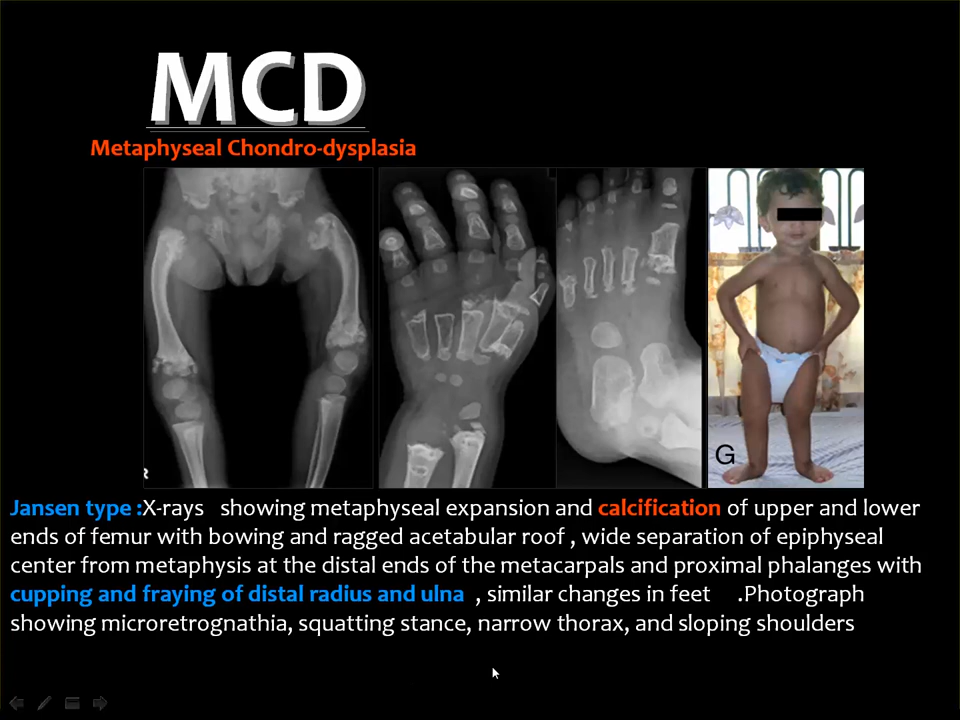 MCD
Metaphyseal Chondro-dysplasia
R
G
Jansen type :X-rays showing metaphyseal expansion and calcification of upper and lower
ends of femur with bowing and ragged acetabular roof , wide separation of epiphyseal
center from metaphysis at the distal ends of the metacarpals and proximal phalanges with
cupping and fraying of distal radius and ulna , similar changes in feet .Photograph
showing microretrognathia, squatting stance, narrow thorax, and sloping shoulders